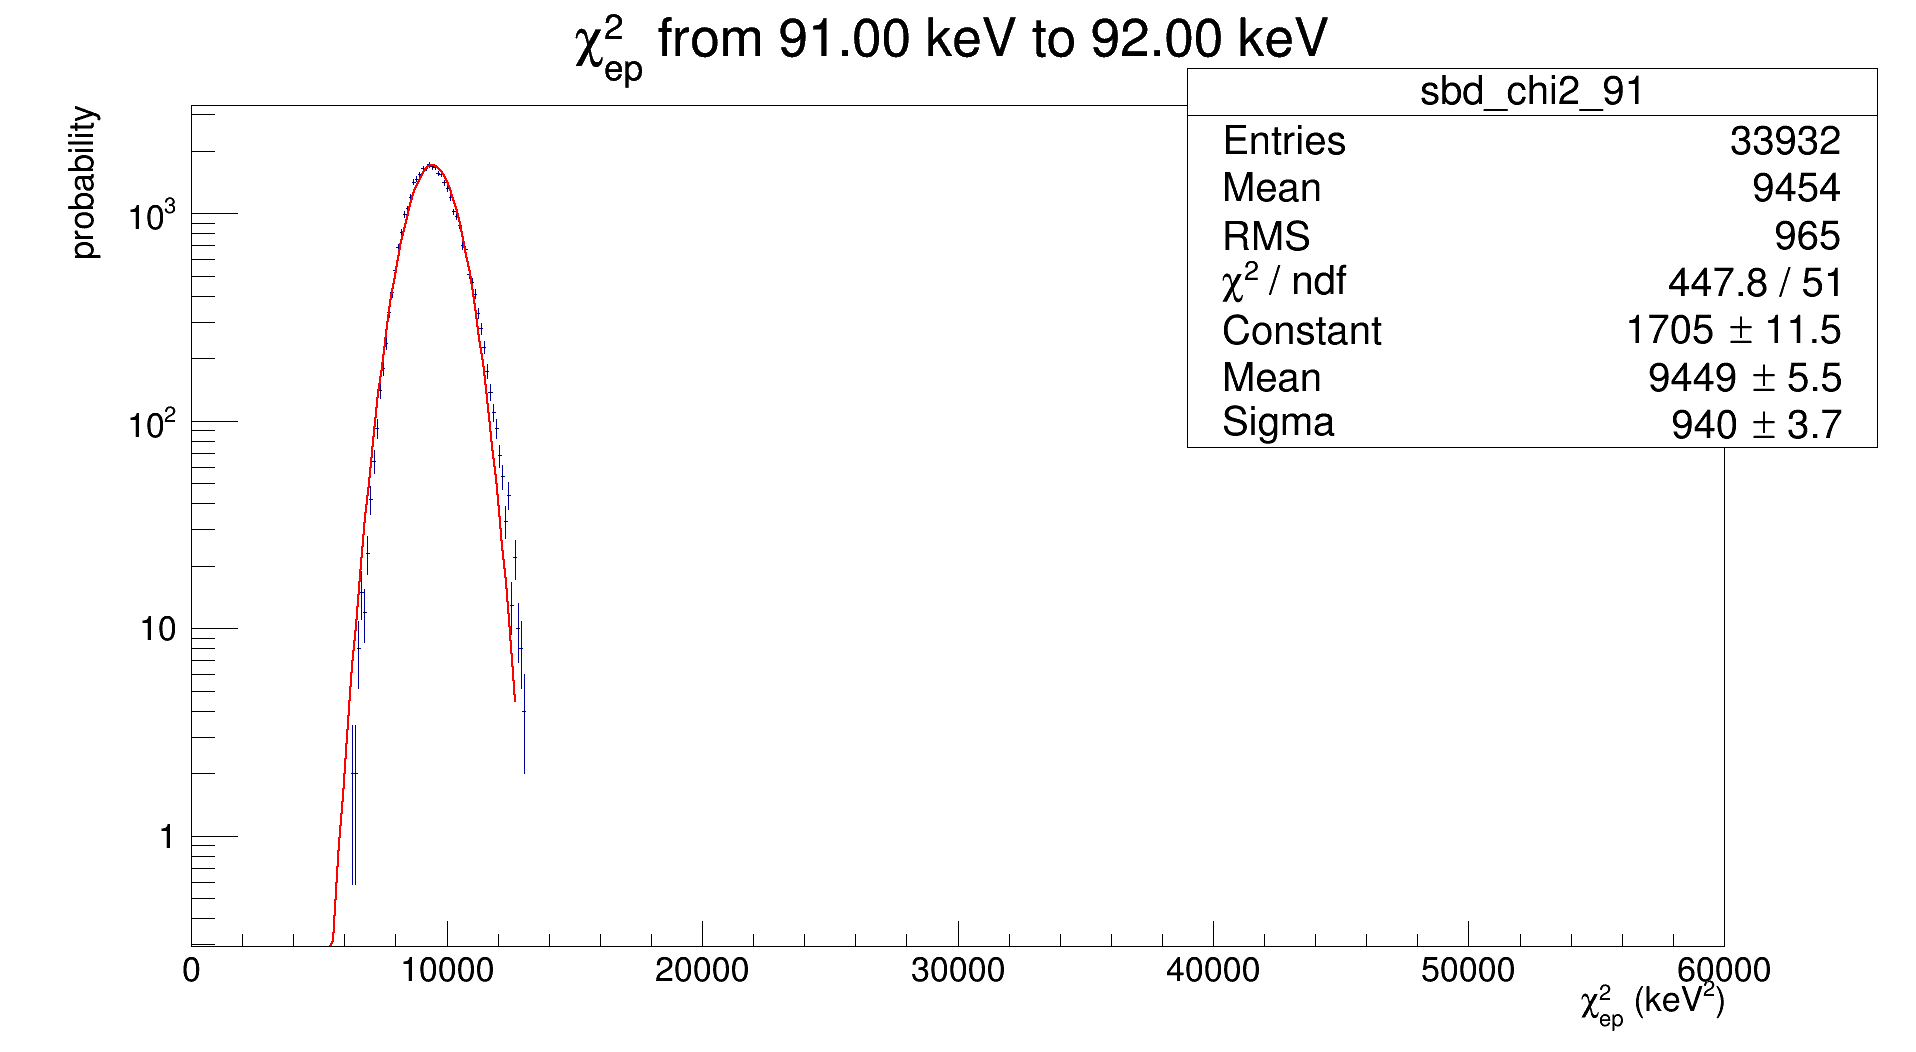 χ²ep from 91.00 keV to 92.00 keV
sbd_chi2_91
Entries 33932
Mean 9454
RMS 965
χ² / ndf 447.8 / 51
Constant 1705 ± 11.5
Mean 9449 ± 5.5
Sigma 940 ± 3.7
probability
10³
10²
10
1
0 10000 20000 30000 40000 50000 60000
χ²ep (keV²)